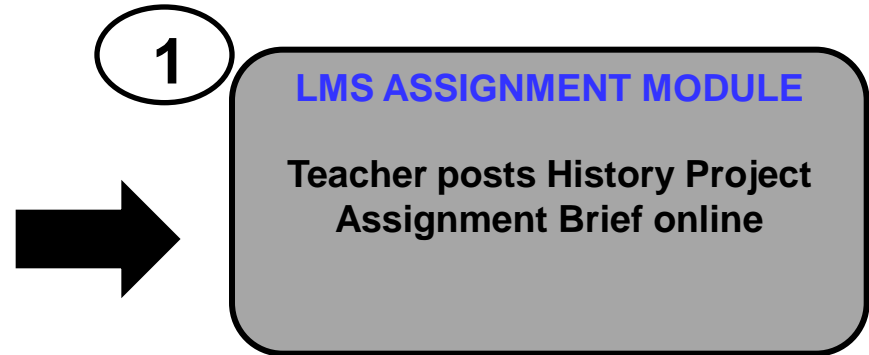 1
LMS ASSIGNMENT MODULE
Teacher posts History Project
Assignment Brief online